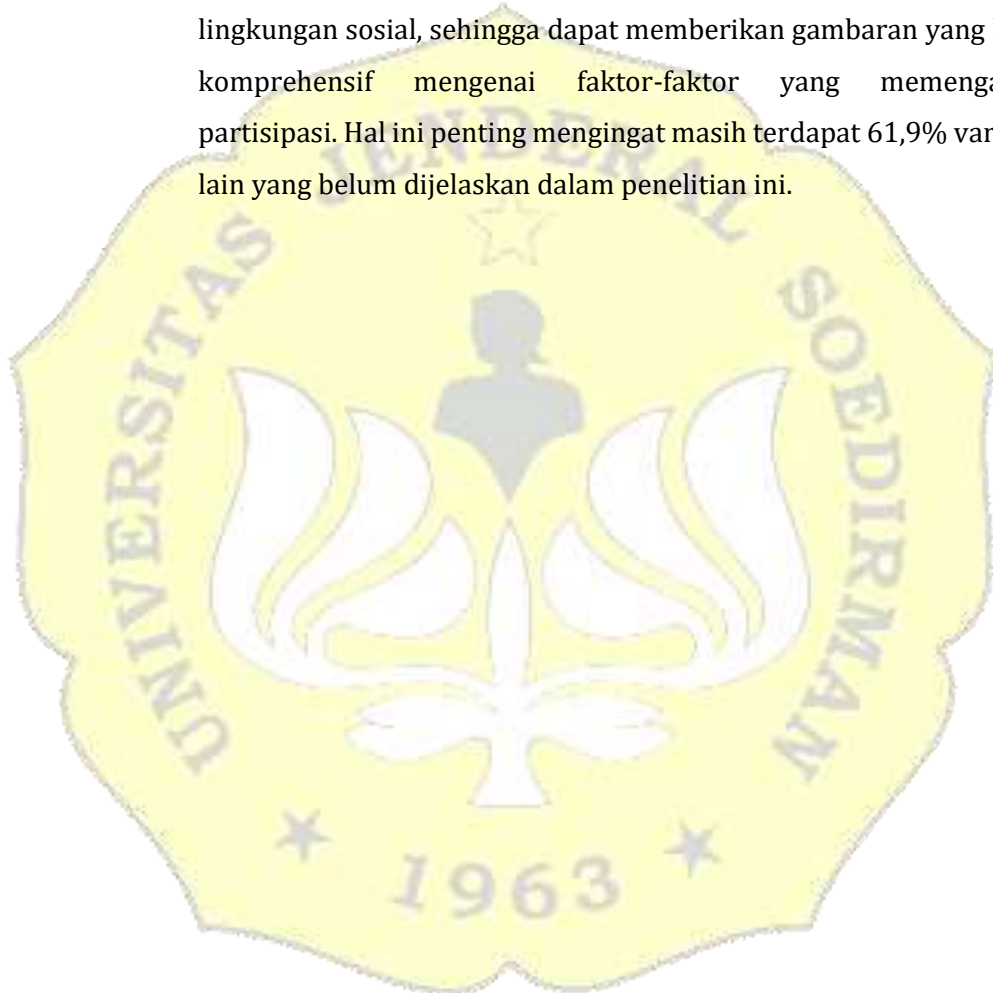 lingkungan sosial, sehingga dapat memberikan gambaran yang
komprehensif mengenai faktor-faktor yang
partisipasi. Hal ini penting mengingat masih terdapat 61,9%
lain yang belum dijelaskan dalam penelitian ini.
UNIVERSITAS JENDERAL SOEDIRMAN
1963